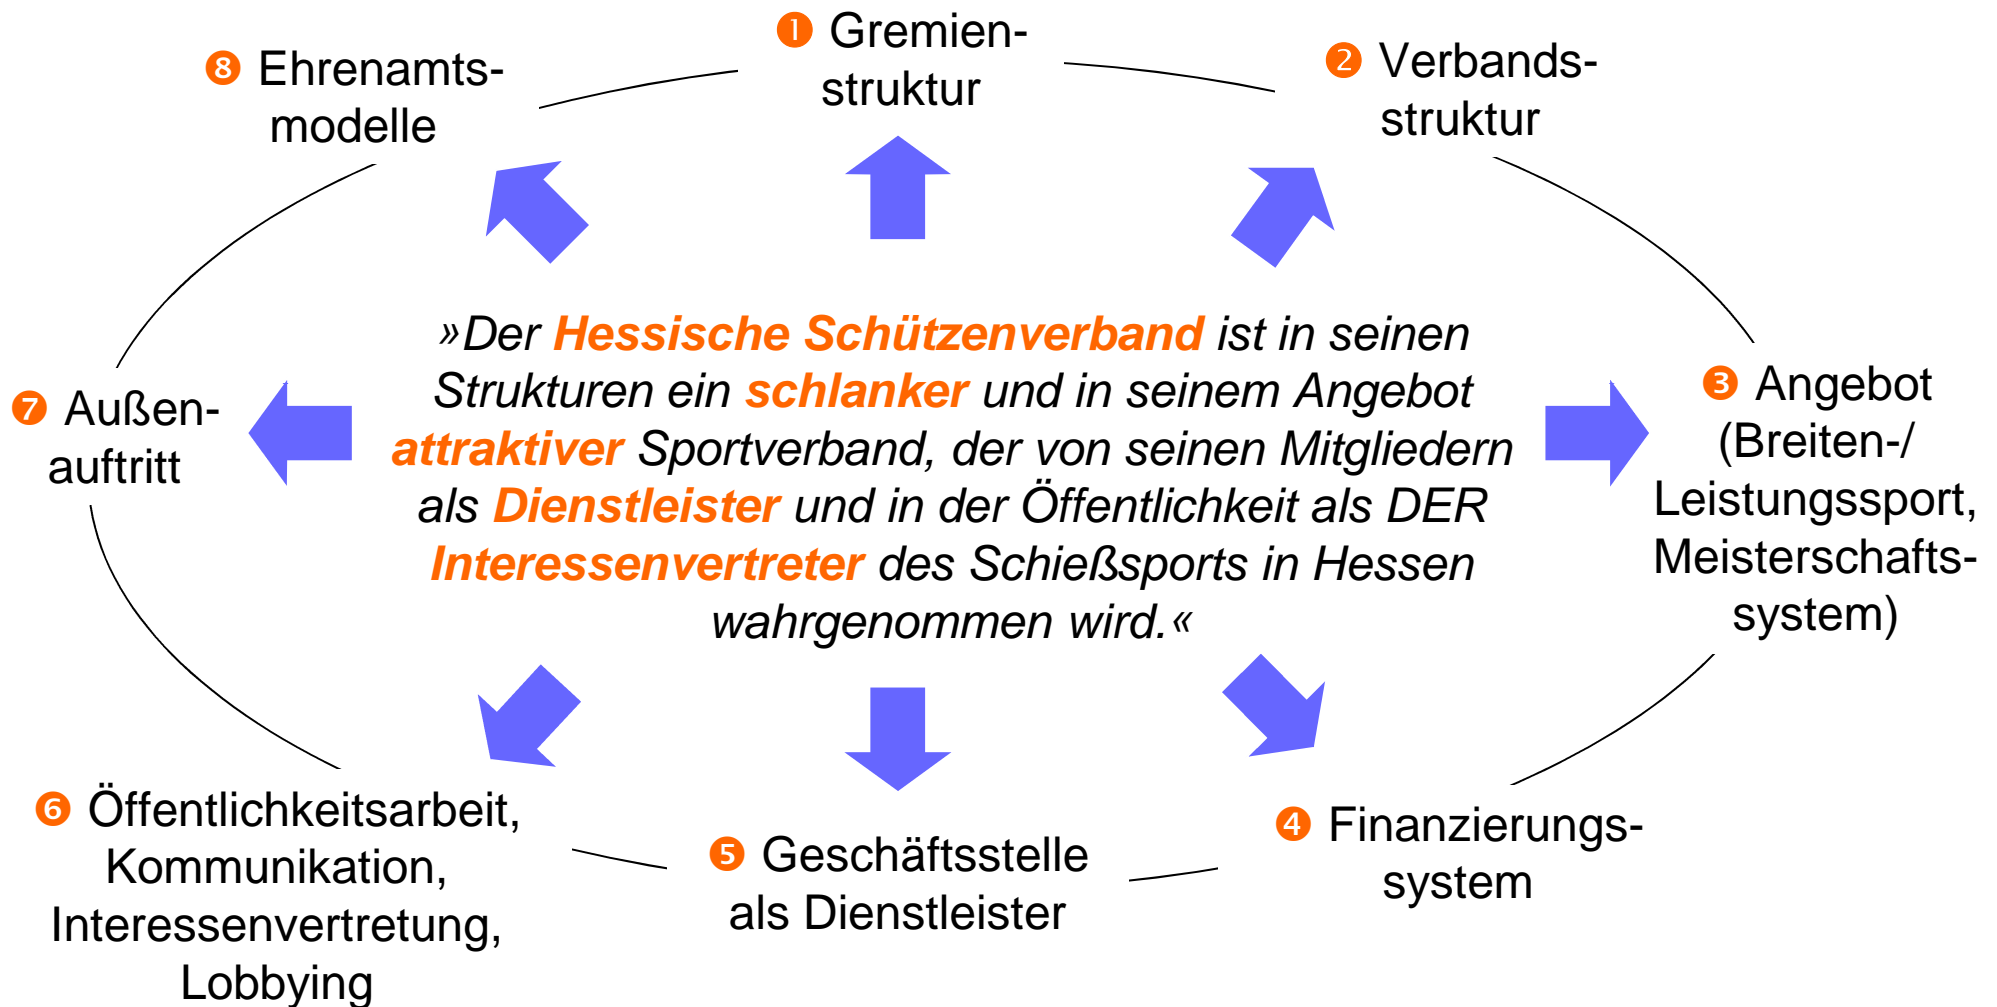 ❶ Gremien-
struktur
❷ Verbands-
struktur
❸ Angebot
(Breiten-/
Leistungssport,
Meisterschafts-
system)
❹ Finanzierungs-
system
❺ Geschäftsstelle
als Dienstleister
❻ Öffentlichkeitsarbeit,
Kommunikation,
Interessenvertretung,
Lobbying
❼ Außen-
auftritt
❽ Ehrenamts-
modelle
»Der Hessische Schützenverband ist in seinen
Strukturen ein schlanker und in seinem Angebot
attraktiver Sportverband, der von seinen Mitgliedern
als Dienstleister und in der Öffentlichkeit als DER
Interessenvertreter des Schießsports in Hessen
wahrgenommen wird.«